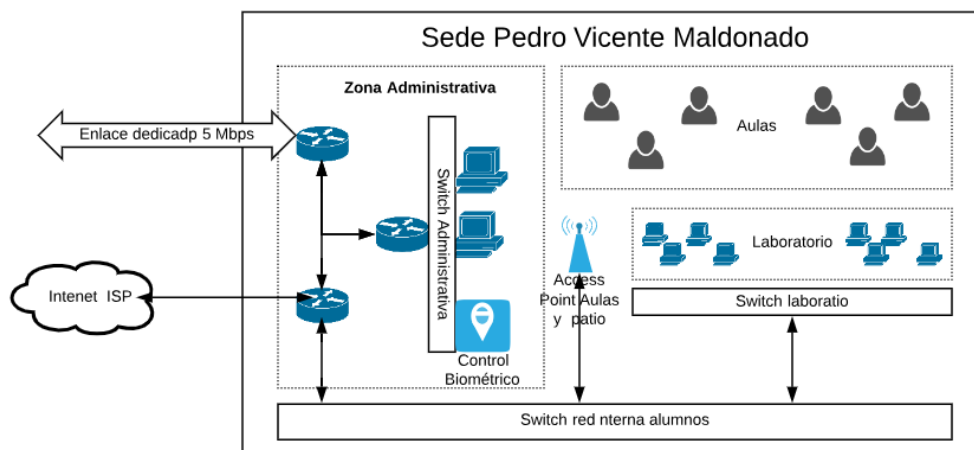 Sede Pedro Vicente Maldonado
Zona Administrativa
Enlace dedicadp 5 Mbps
Switch Administrativa
Aulas
Laboratorio
Intenet ISP
Access
Point Aulas
y patio
Switch laboratio
Control
Biométrico
Switch red nterna alumnos